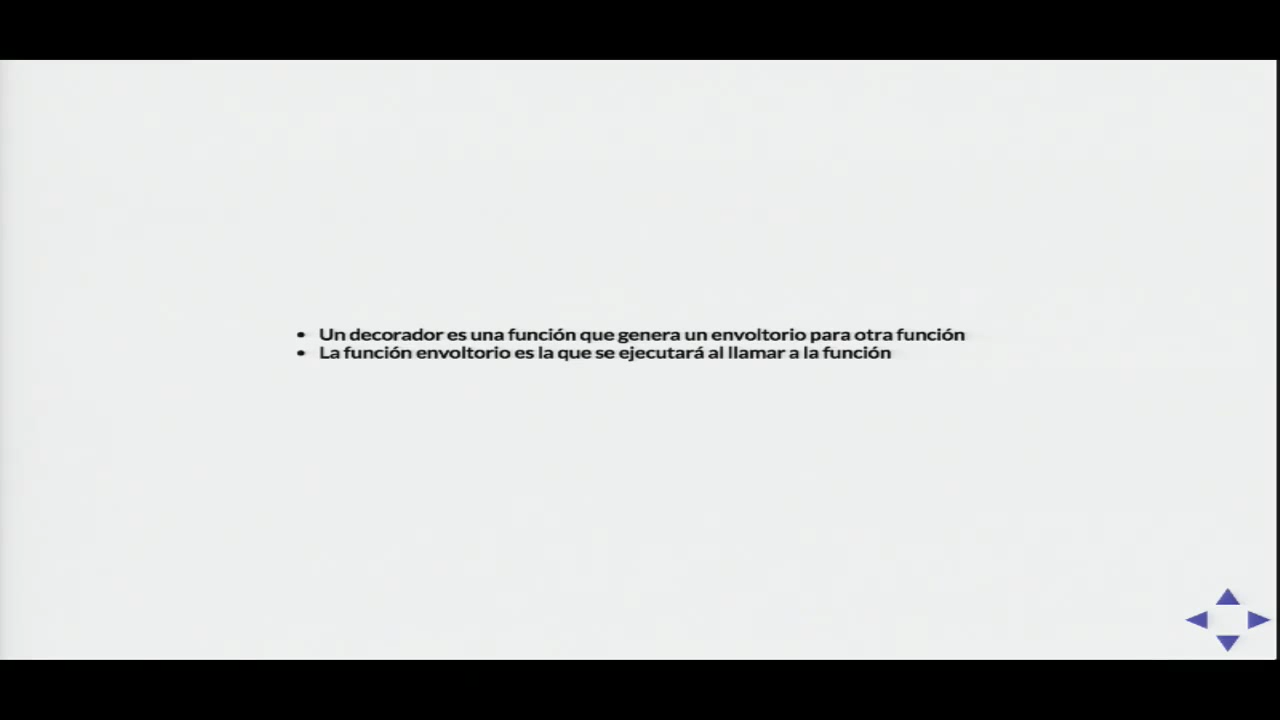 • Un decorador es una función que genera un envoltorio para otra función
• La función envoltorio es la que se ejecutará al llamar a la función